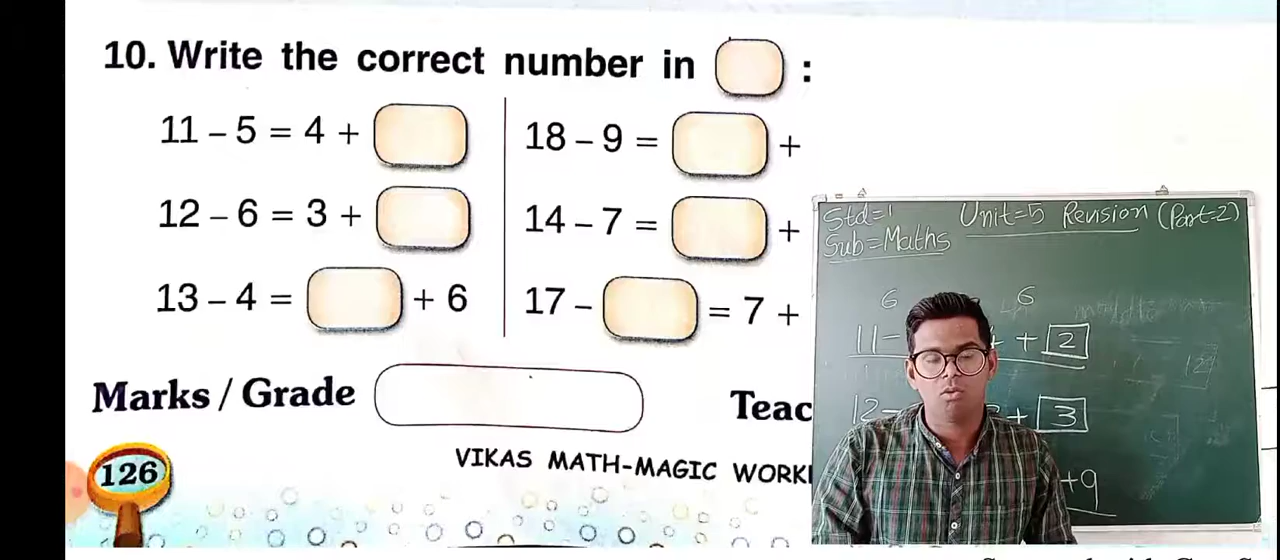 10. Write the correct number in :
11 – 5 = 4 +
12 – 6 = 3 +
13 – 4 = + 6
18 – 9 = +
14 – 7 = +
17 – = 7 +
Marks / Grade
Teac
126
VIKAS MATH-MAGIC WORK
Std=1 Unit=5 Revision (Part=2)
Sub=Maths
6 6
11- + 2
12- + 3
+9